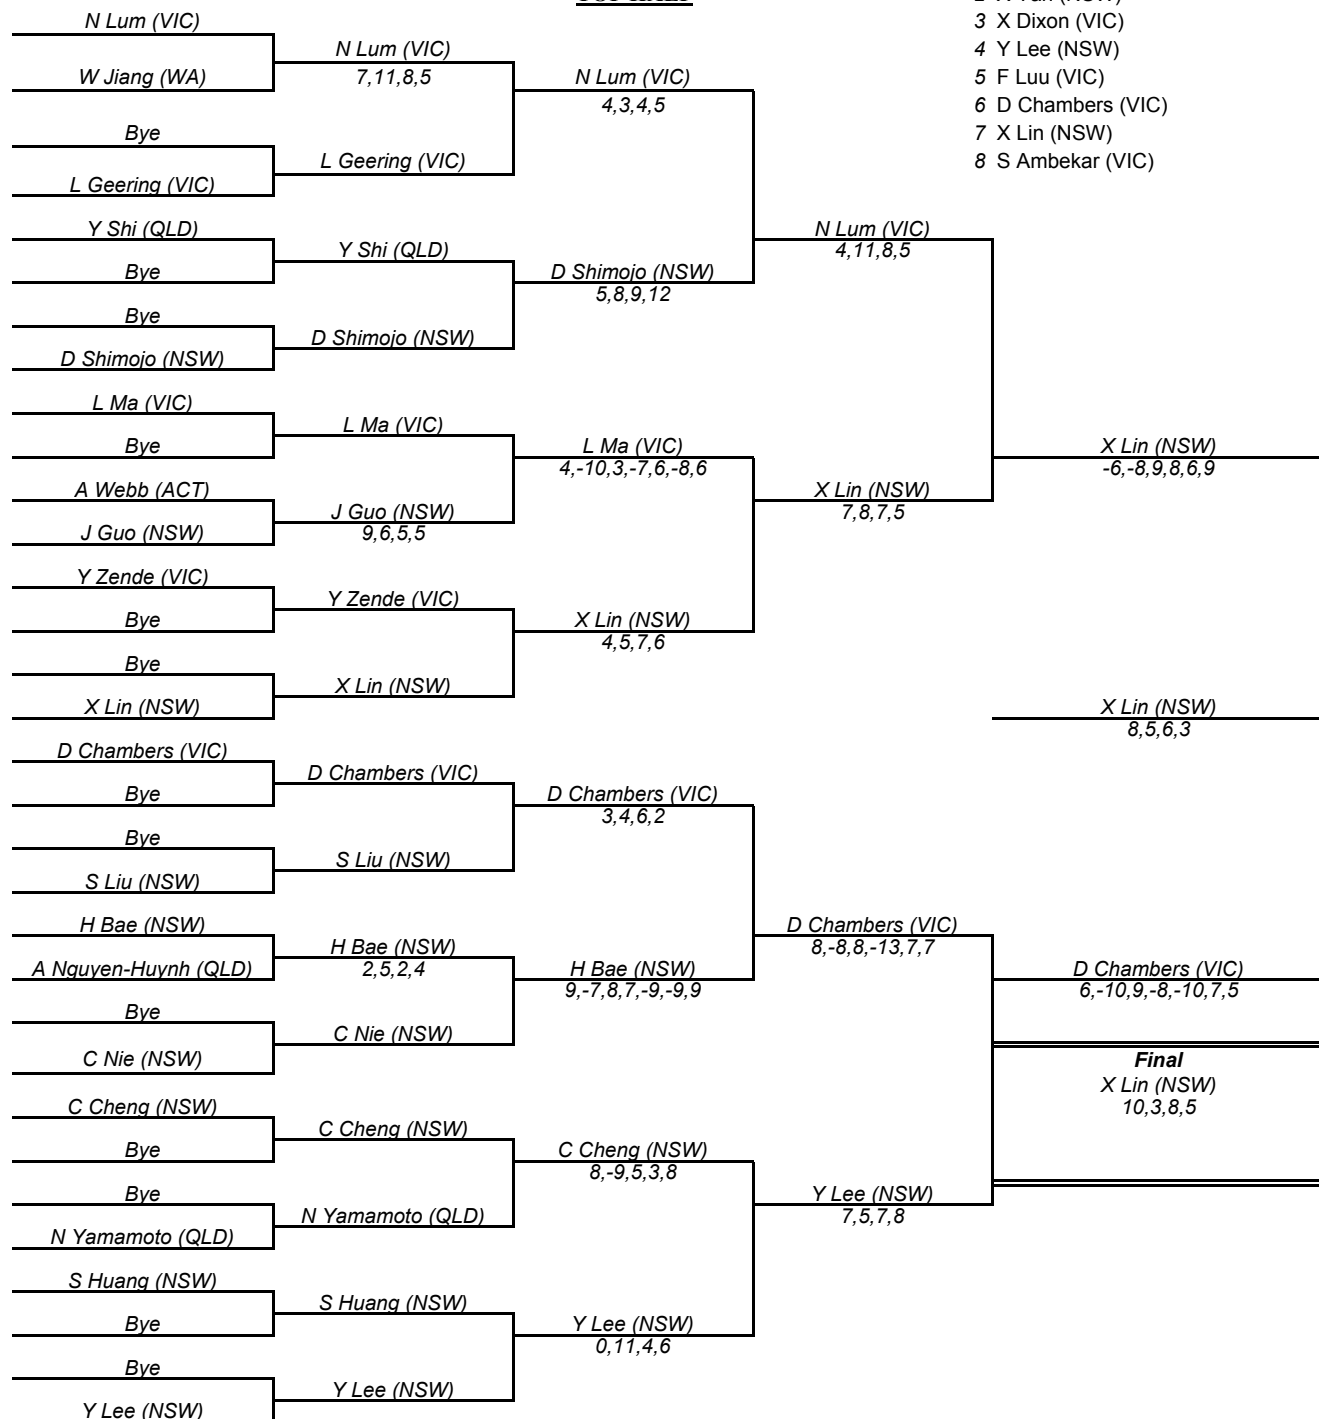 3 X Dixon (VIC)
4 Y Lee (NSW)
5 F Luu (VIC)
6 D Chambers (VIC)
7 X Lin (NSW)
8 S Ambekar (VIC)
N Lum (VIC)
W Jiang (WA)
Bye
L Geering (VIC)
Y Shi (QLD)
Bye
Bye
D Shimojo (NSW)
L Ma (VIC)
Bye
A Webb (ACT)
J Guo (NSW)
Y Zende (VIC)
Bye
Bye
X Lin (NSW)
D Chambers (VIC)
Bye
Bye
S Liu (NSW)
H Bae (NSW)
A Nguyen-Huynh (QLD)
Bye
C Nie (NSW)
C Cheng (NSW)
Bye
Bye
N Yamamoto (QLD)
S Huang (NSW)
Bye
Bye
Y Lee (NSW)
N Lum (VIC)
7,11,8,5
L Geering (VIC)
Y Shi (QLD)
D Shimojo (NSW)
L Ma (VIC)
J Guo (NSW)
9,6,5,5
Y Zende (VIC)
X Lin (NSW)
D Chambers (VIC)
S Liu (NSW)
H Bae (NSW)
2,5,2,4
C Nie (NSW)
C Cheng (NSW)
N Yamamoto (QLD)
S Huang (NSW)
Y Lee (NSW)
N Lum (VIC)
4,3,4,5
D Shimojo (NSW)
5,8,9,12
L Ma (VIC)
4,-10,3,-7,6,-8,6
X Lin (NSW)
4,5,7,6
D Chambers (VIC)
3,4,6,2
H Bae (NSW)
9,-7,8,7,-9,-9,9
C Cheng (NSW)
8,-9,5,3,8
Y Lee (NSW)
0,11,4,6
N Lum (VIC)
4,11,8,5
X Lin (NSW)
7,8,7,5
D Chambers (VIC)
8,-8,8,-13,7,7
Y Lee (NSW)
7,5,7,8
X Lin (NSW)
-6,-8,9,8,6,9
X Lin (NSW)
8,5,6,3
D Chambers (VIC)
6,-10,9,-8,-10,7,5
Final
X Lin (NSW)
10,3,8,5